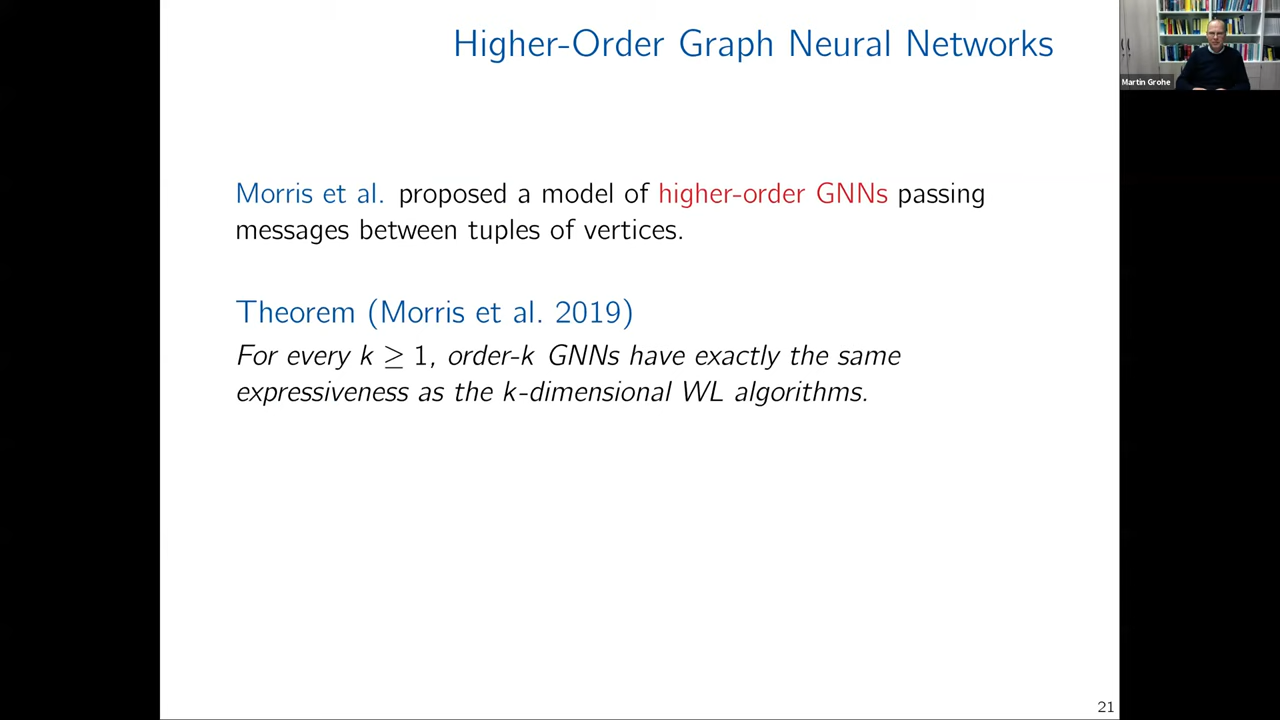 Higher-Order Graph Neural Networks
Martin Grohe
Morris et al. proposed a model of higher-order GNNs passing
messages between tuples of vertices.
Theorem (Morris et al. 2019)
For every k ≥ 1, order-k GNNs have exactly the same
expressiveness as the k-dimensional WL algorithms.
21